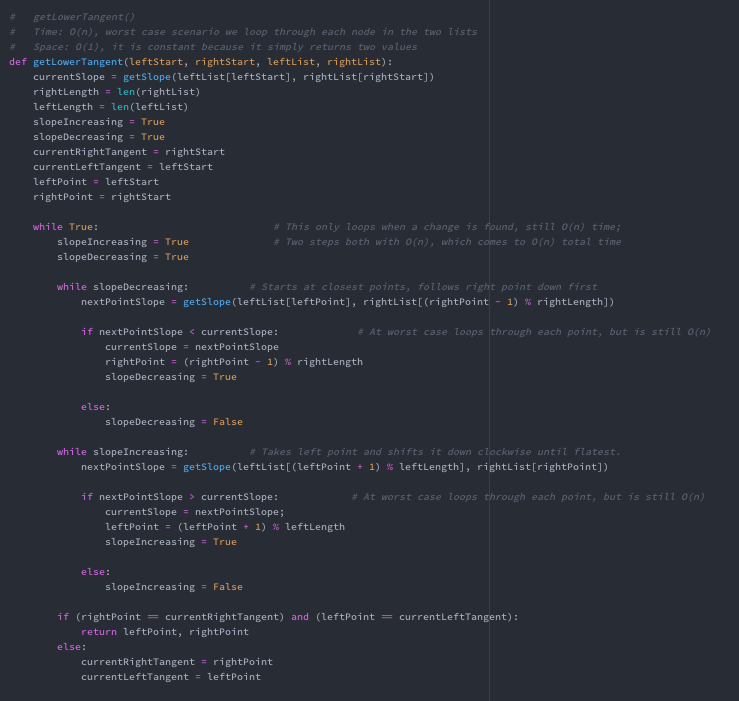 #   getLowerTangent()
#   Time: O(n), worst case scenario we loop through each node in the two lists
#   Space: O(1), it is constant because it simply returns two values
def getLowerTangent(leftStart, rightStart, leftList, rightList):
    currentSlope = getSlope(leftList[leftStart], rightList[rightStart])
    rightLength = len(rightList)
    leftLength = len(leftList)
    slopeIncreasing = True
    slopeDecreasing = True
    currentRightTangent = rightStart
    currentLeftTangent = leftStart
    leftPoint = leftStart
    rightPoint = rightStart

    while True:                             # This only loops when a change is found, still O(n) time;
        slopeIncreasing = True              # Two steps both with O(n), which comes to O(n) total time
        slopeDecreasing = True

        while slopeDecreasing:          # Starts at closest points, follows right point down first
            nextPointSlope = getSlope(leftList[leftPoint], rightList[(rightPoint - 1) % rightLength])

            if nextPointSlope < currentSlope:             # At worst case loops through each point, but is still O(n)
                currentSlope = nextPointSlope
                rightPoint = (rightPoint - 1) % rightLength
                slopeDecreasing = True

            else:
                slopeDecreasing = False

        while slopeIncreasing:          # Takes left point and shifts it down clockwise until flatest.
            nextPointSlope = getSlope(leftList[(leftPoint + 1) % leftLength], rightList[rightPoint])

            if nextPointSlope > currentSlope:            # At worst case loops through each point, but is still O(n)
                currentSlope = nextPointSlope;
                leftPoint = (leftPoint + 1) % leftLength
                slopeIncreasing = True

            else:
                slopeIncreasing = False

        if (rightPoint == currentRightTangent) and (leftPoint == currentLeftTangent):
            return leftPoint, rightPoint
        else:
            currentRightTangent = rightPoint
            currentLeftTangent = leftPoint